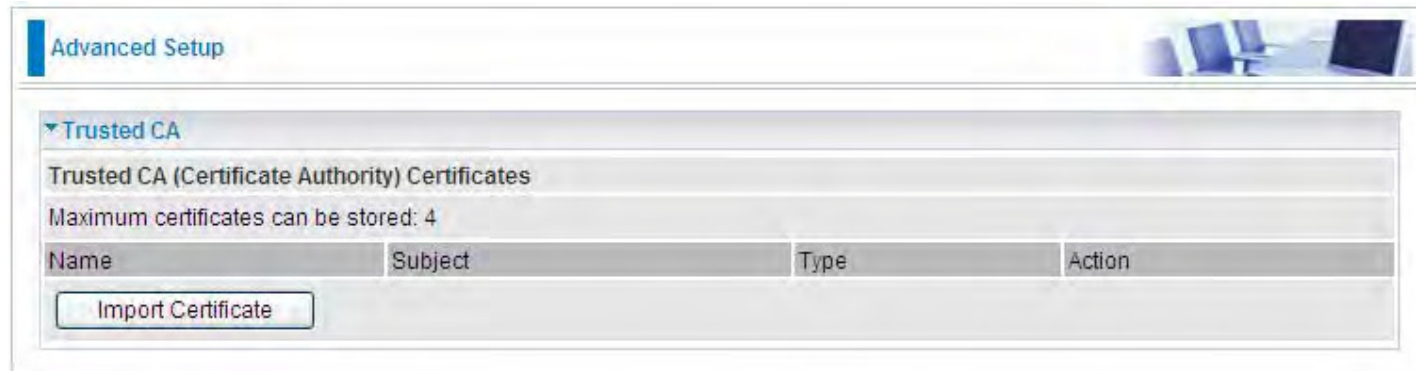 Advanced Setup
Trusted CA
Trusted CA (Certificate Authority) Certificates
Maximum certificates can be stored: 4
Name Subject Type Action
Import Certificate